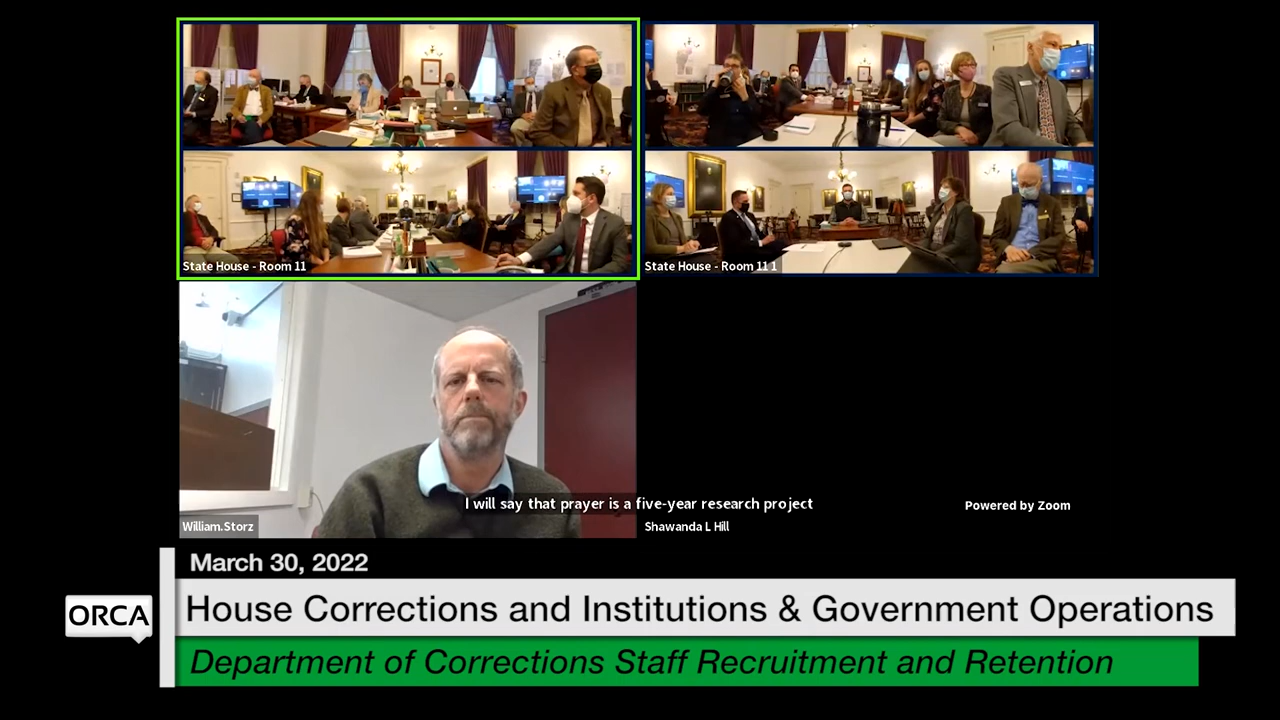 State House - Room 11
State House - Room 11 1
I will say that prayer is a five-year research project
Powered by Zoom
William.Storz
Shawanda L Hill
March 30, 2022
ORCA
House Corrections and Institutions & Government Operations
Department of Corrections Staff Recruitment and Retention